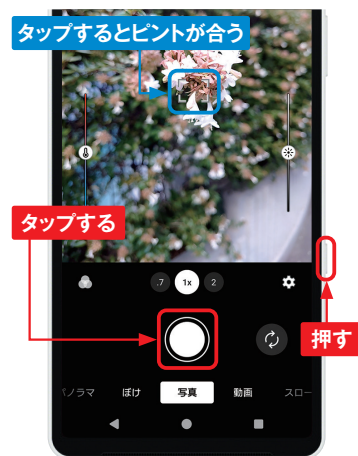 タップするとピントが合う
タップする
.7 1x 2
押す
パノラマ ぼけ 写真 動画 スロー